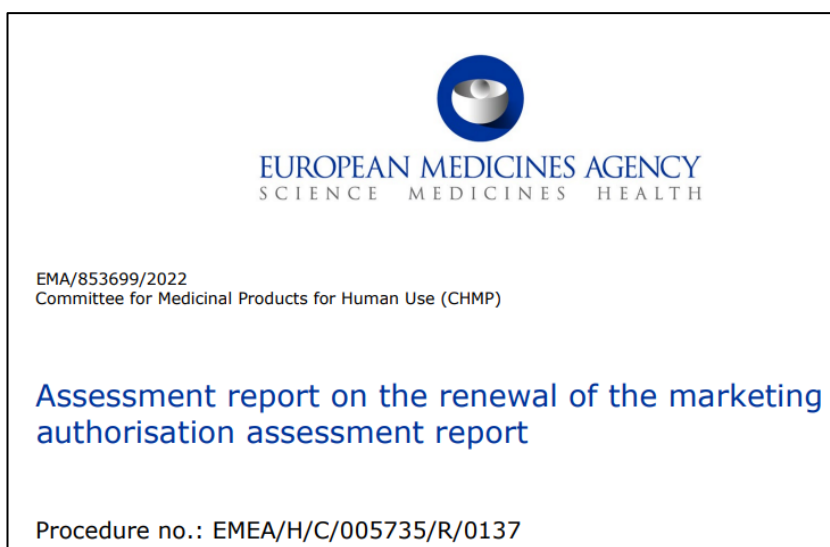 EUROPEAN MEDICINES AGENCY
SCIENCE MEDICINES HEALTH
EMA/853699/2022
Committee for Medicinal Products for Human Use (CHMP)
Assessment report on the renewal of the marketing
authorisation assessment report
Procedure no.: EMEA/H/C/005735/R/0137